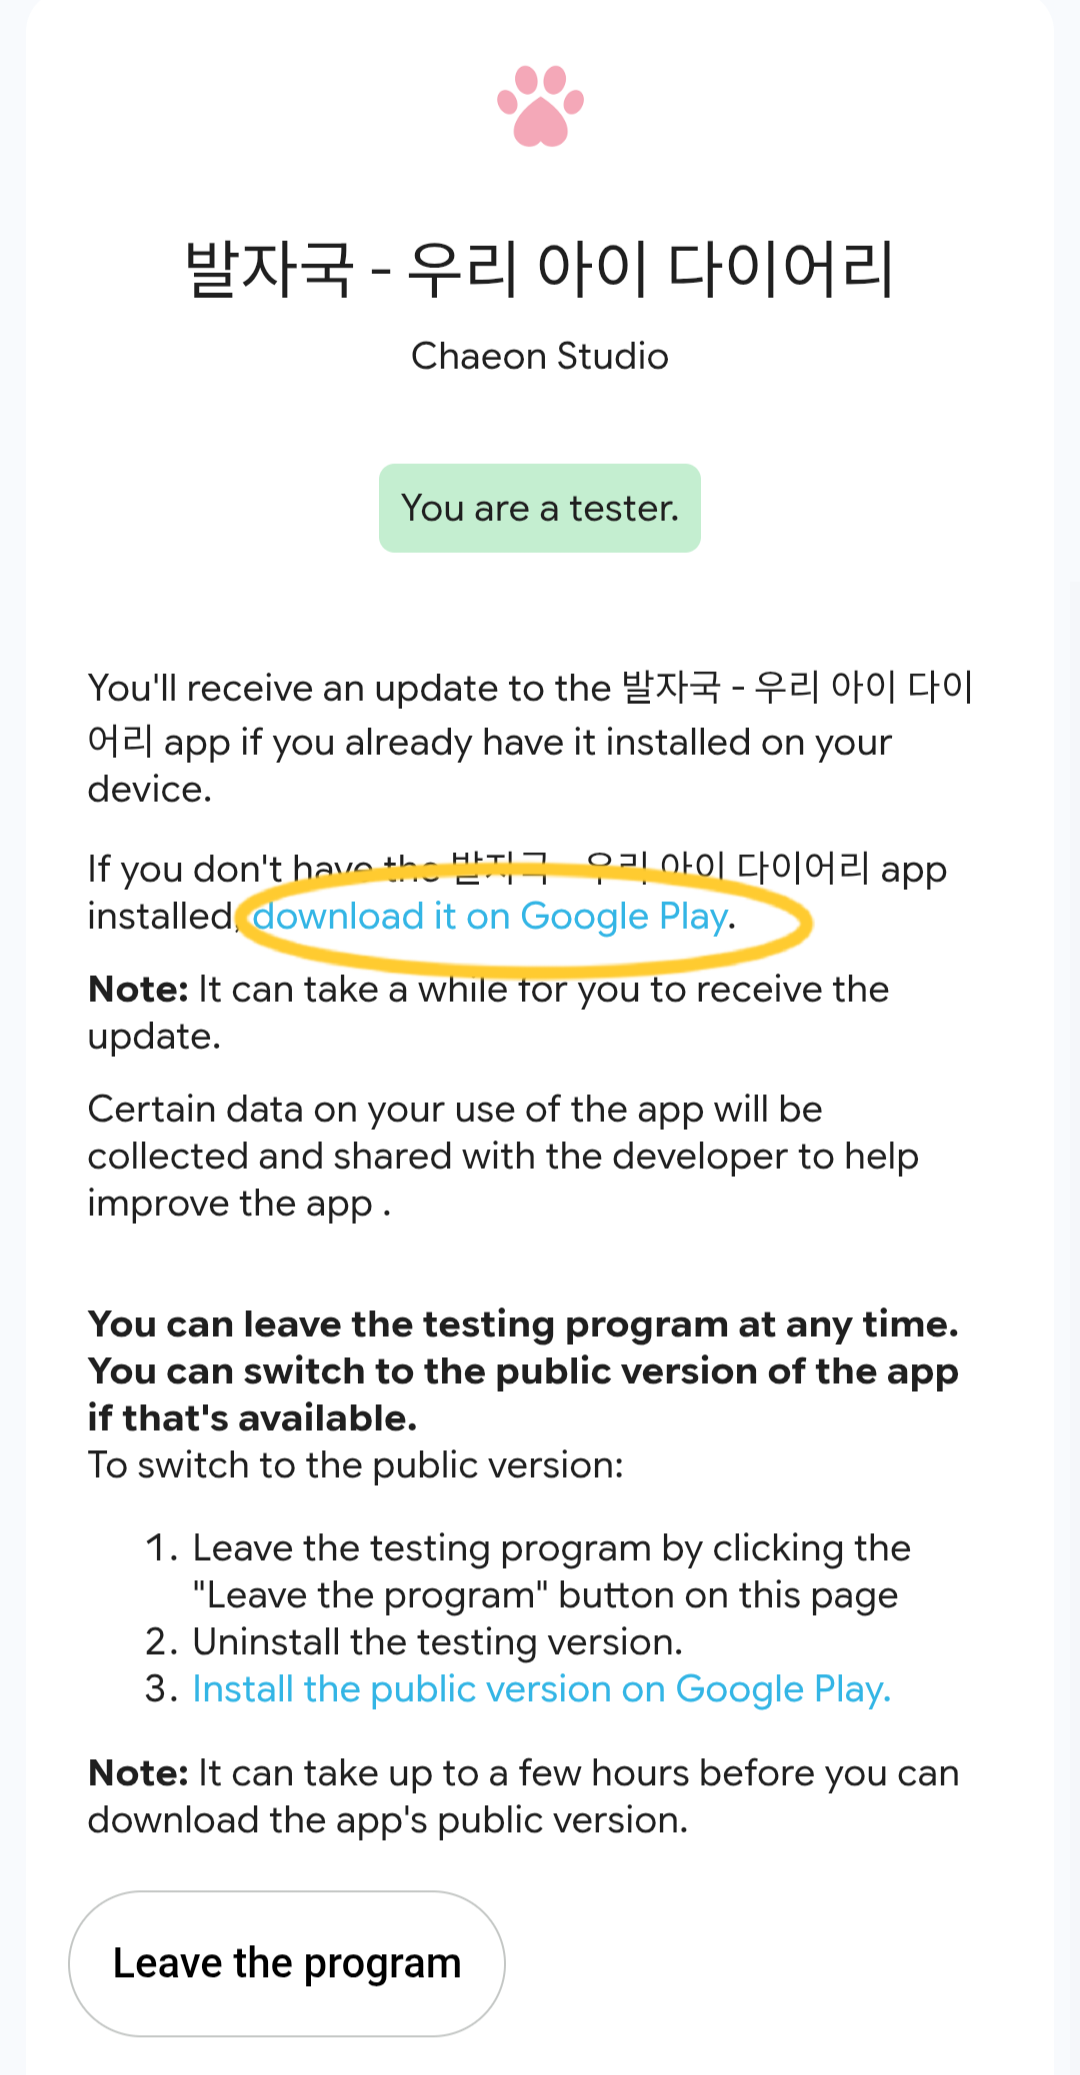 발자국 - 우리 아이 다이어리
Chaeon Studio
You are a tester.
You'll receive an update to the 발자국 - 우리 아이 다이
어리 app if you already have it installed on your
device.
If you don't have the 발자국 - 우리 아이 다이어리 app
installed, download it on Google Play.
Note: It can take a while for you to receive the
update.
Certain data on your use of the app will be
collected and shared with the developer to help
improve the app .
You can leave the testing program at any time.
You can switch to the public version of the app
if that's available.
To switch to the public version:
1. Leave the testing program by clicking the
"Leave the program" button on this page
2. Uninstall the testing version.
3. Install the public version on Google Play.
Note: It can take up to a few hours before you can
download the app's public version.
Leave the program